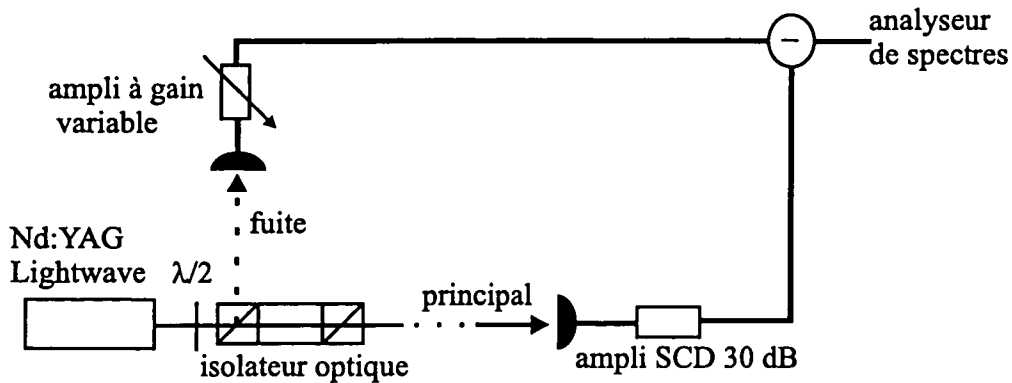 analyseur
de spectres
ampli à gain
variable
fuite
Nd:YAG
Lightwave
λ/2
principal
isolateur optique
ampli SCD 30 dB